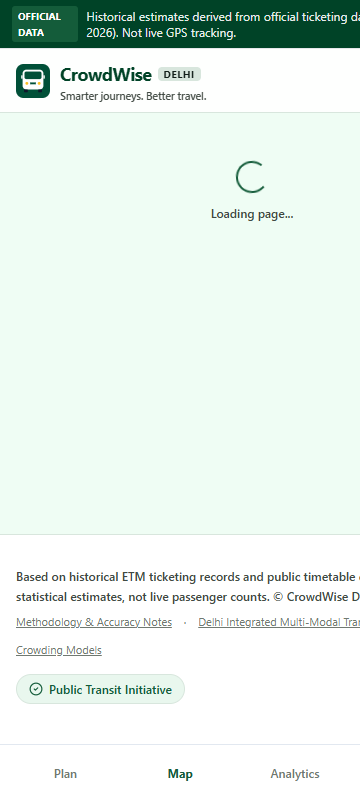 OFFICIAL
DATA
Historical estimates derived from official ticketing
2026). Not live GPS tracking.
CrowdWise DELHI
Smarter journeys. Better travel.
Loading page...
Based on historical ETM ticketing records and public timetable
statistical estimates, not live passenger counts. © CrowdWise
Methodology & Accuracy Notes · Delhi Integrated Multi-Modal
Crowding Models
Public Transit Initiative
Plan Map Analytics